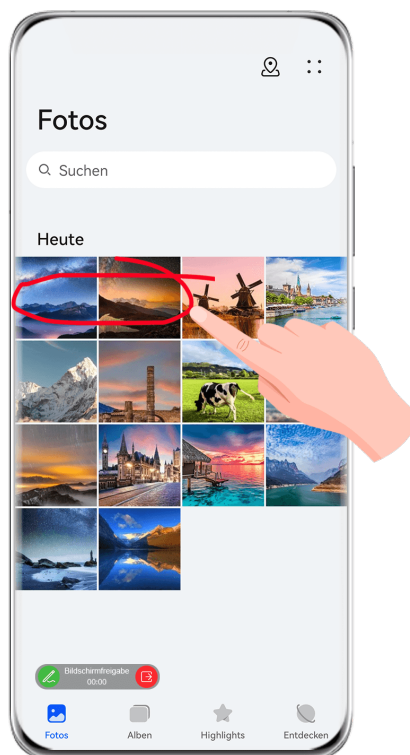 Fotos
Suchen
Heute
Bildschirmfreigabe
00:00
Fotos
Alben
Highlights
Entdecken